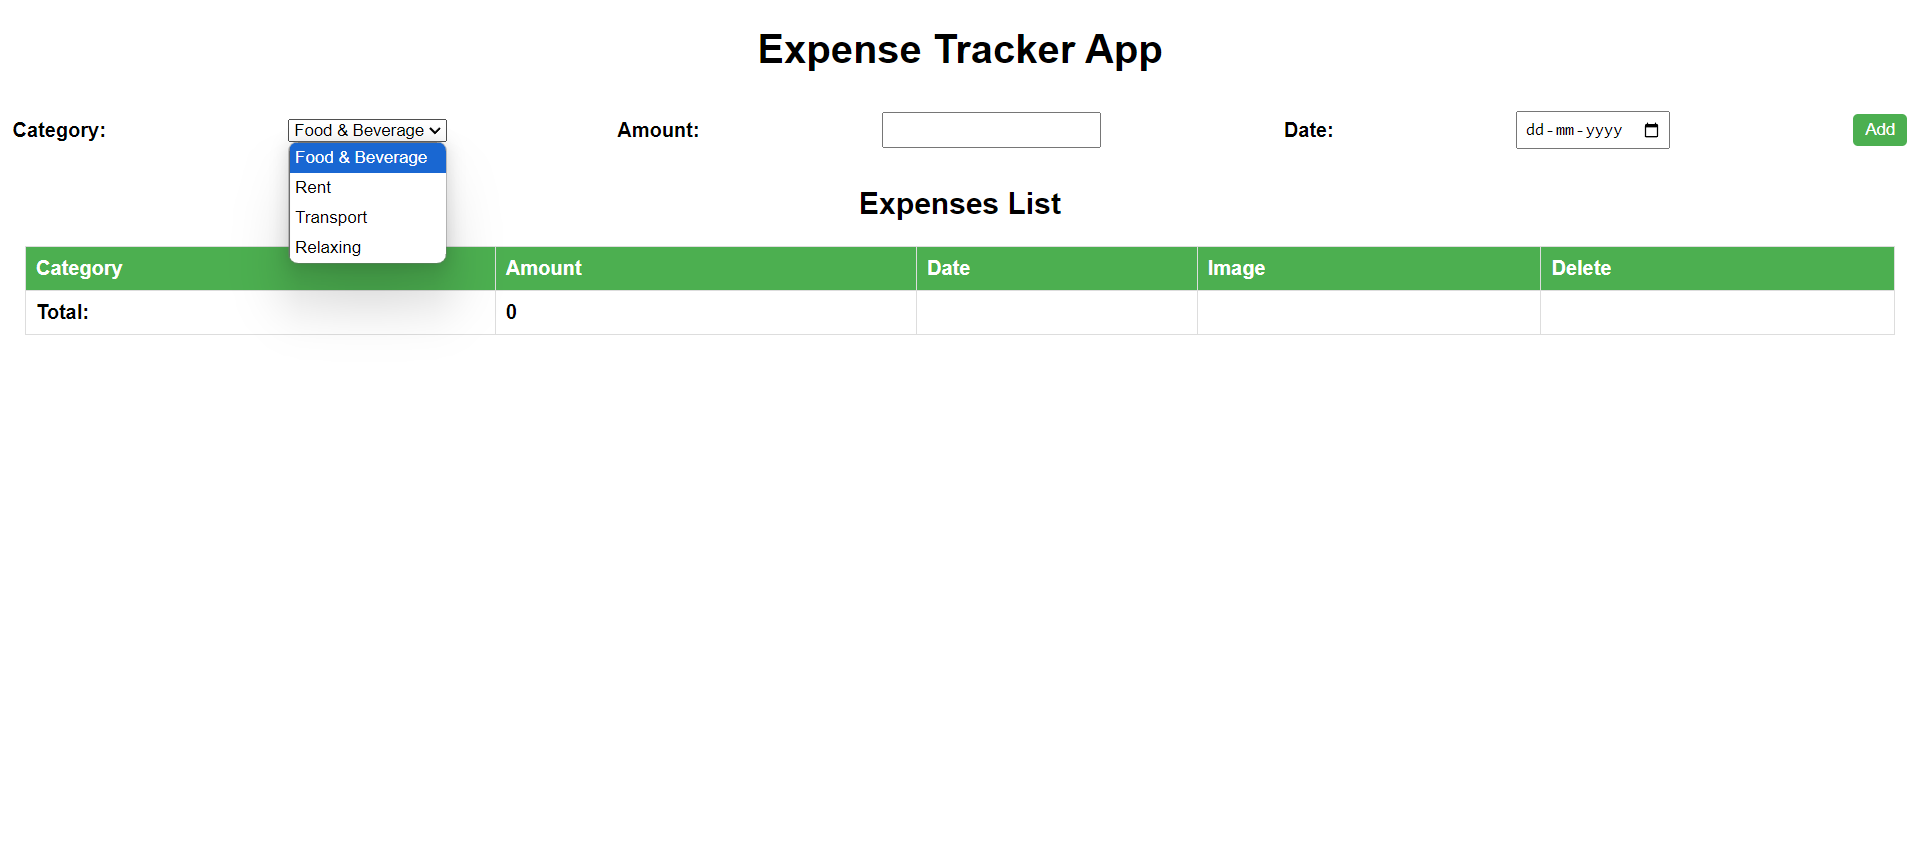 Expense Tracker App
Category: Food & Beverage Amount: Date: dd-mm-yyyy Add
Food & Beverage
Rent
Transport
Relaxing
Expenses List
Category Amount Date Image Delete
Total: 0